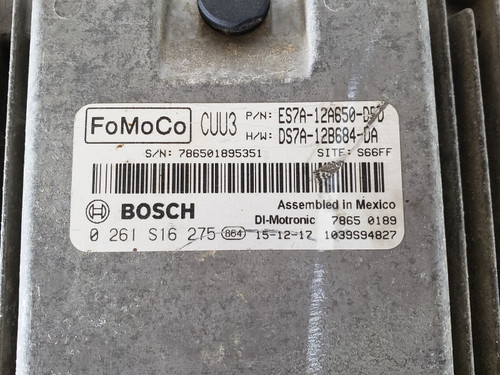 FoMoCo CUU3 P/N: ES7A-12A650-
H/W: DS7A-12B684-DA
S/N: 786501895351 SITE: S66FF
Assembled in Mexico
BOSCH DI-Motronic 7865 0189
0 261 S16 275 864 15-12-17 1039S94827